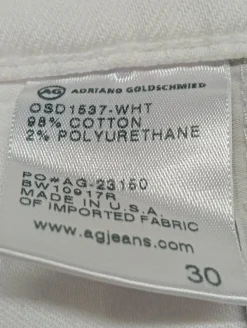 AG ADRIANO GOLDSCHMIED
OSD1537-WHT
98% COTTON
2% POLYURETHANE
PO#AG-23150
BW10917R
MADE IN U.S.A.
OF IMPORTED FABRIC
www.agjeans.com
30